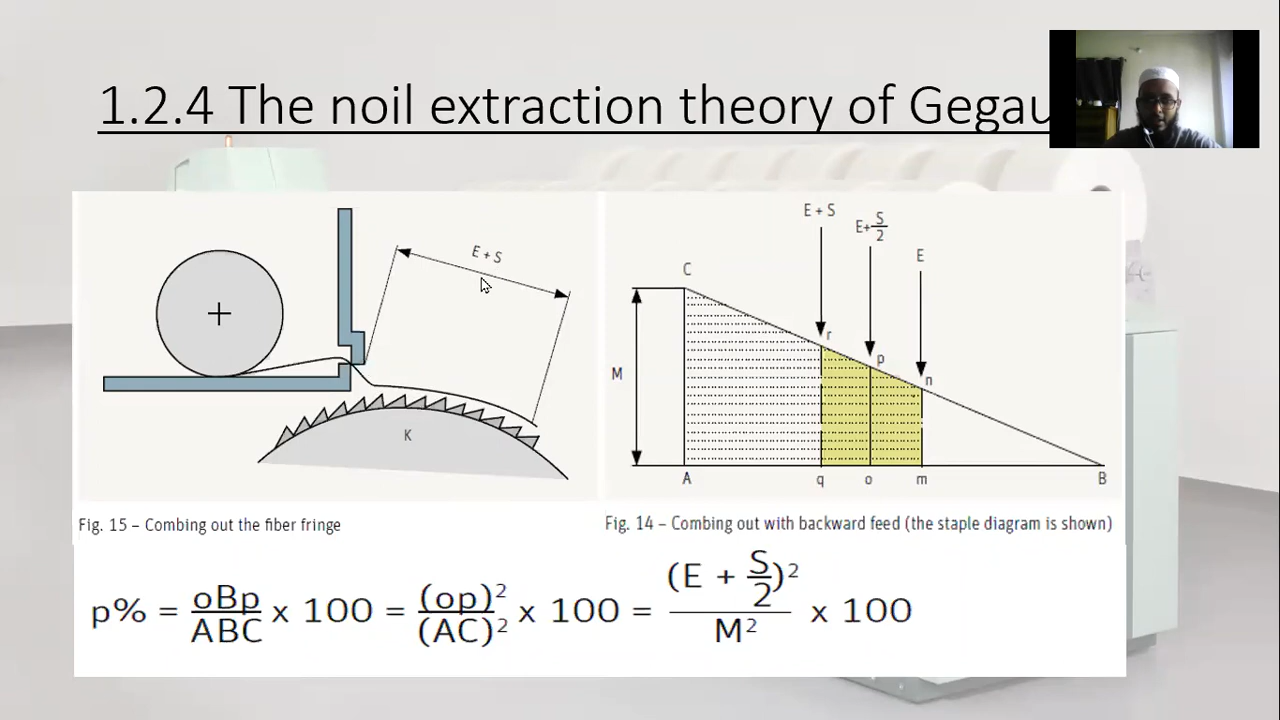 1.2.4 The noil extraction theory of Gegau
E + S
K
Fig. 15 – Combing out the fiber fringe
E + S
E+S/2
E
C
r
p
n
M
A
q
o
m
B
Fig. 14 – Combing out with backward feed (the staple diagram is shown)
p% = oBp/ABC x 100 = (op)²/(AC)² x 100 = (E + S/2)²/M² x 100